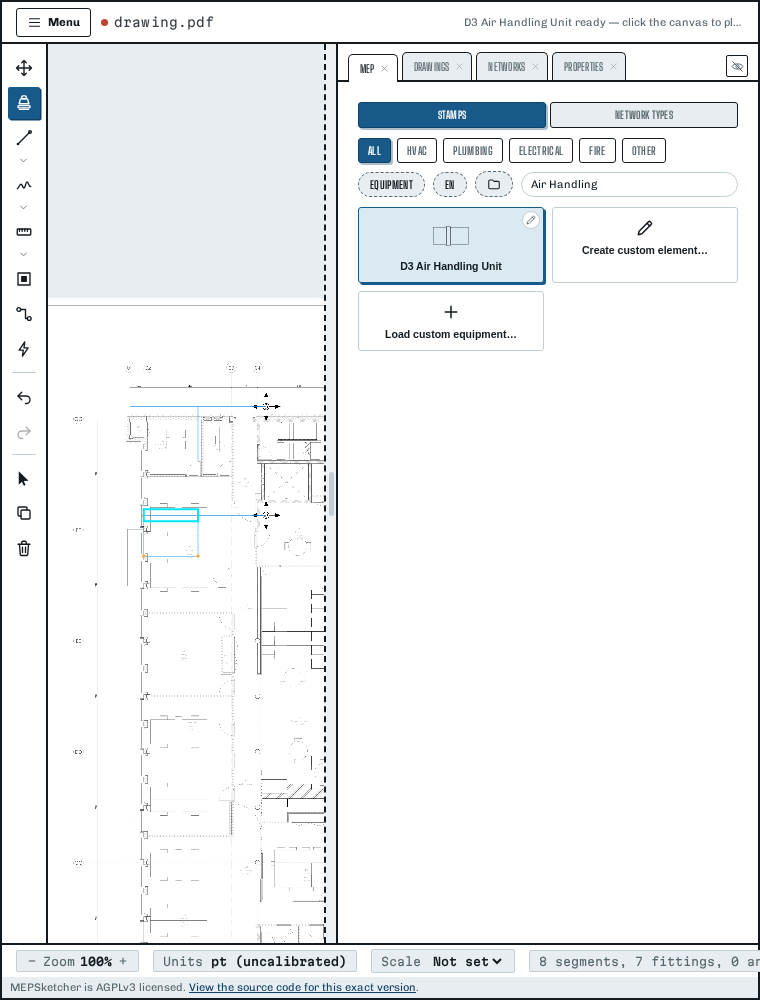 Menu
drawing.pdf
D3 Air Handling Unit ready — click the canvas to pl…
MEP
DRAWINGS
NETWORKS
PROPERTIES
STAMPS
NETWORK TYPES
ALL
HVAC
PLUMBING
ELECTRICAL
FIRE
OTHER
EQUIPMENT
EN
Air Handling
D3 Air Handling Unit
Create custom element…
Load custom equipment…
− Zoom 100% +
Units pt (uncalibrated)
Scale Not set
8 segments, 7 fittings, 0 ar
MEPSketcher is AGPLv3 licensed. View the source code for this exact version.